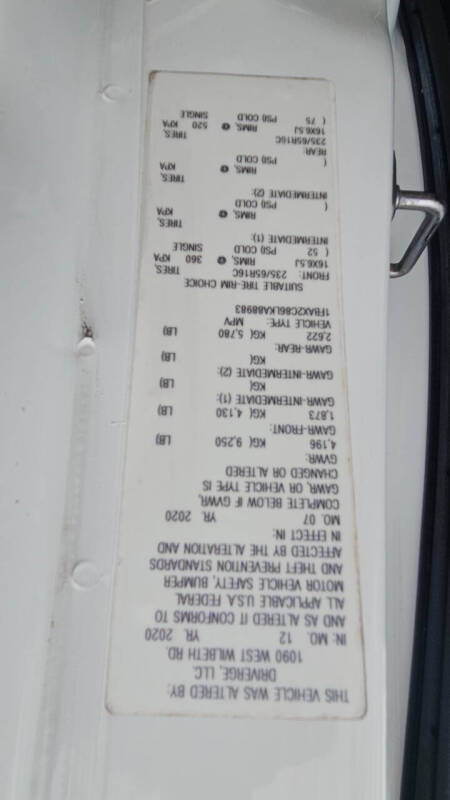 THIS VEHICLE WAS ALTERED BY:
DRIVERGE, LLC.
1090 WEST WILBETH RD.
IN: MO. 12 YR. 2020
AND AS ALTERED IT CONFORMS TO
ALL APPLICABLE U.S.A. FEDERAL
MOTOR VEHICLE SAFETY, BUMPER
AND THEFT PREVENTION STANDARDS
AFFECTED BY THE ALTERATION AND
IN EFFECT IN:
MO. 07 YR. 2020
COMPLETE BELOW IF GVWR,
GAWR, OR VEHICLE TYPE IS
CHANGED OR ALTERED
GVWR:
4,196 KG( 9,250 LB)
GAWR-FRONT:
1,873 KG( 4,130 LB)
GAWR-INTERMEDIATE (1):
KG( LB)
GAWR-INTERMEDIATE (2):
KG( LB)
GAWR-REAR:
2,622 KG( 5,780 LB)
VEHICLE TYPE: MPV
1FBAX2C86LKA88983
SUITABLE TIRE-RIM CHOICE
FRONT: 235/65R16C TIRES,
16X6.5J RIMS, @ 360 KPA
( 52 PSI) COLD SINGLE
INTERMEDIATE (1):
TIRES,
RIMS, @ KPA
( PSI) COLD
INTERMEDIATE (2):
TIRES,
RIMS, @ KPA
( PSI) COLD
REAR:
235/65R16C TIRES,
16X6.5J RIMS, @ 520 KPA
( 75 PSI) COLD SINGLE